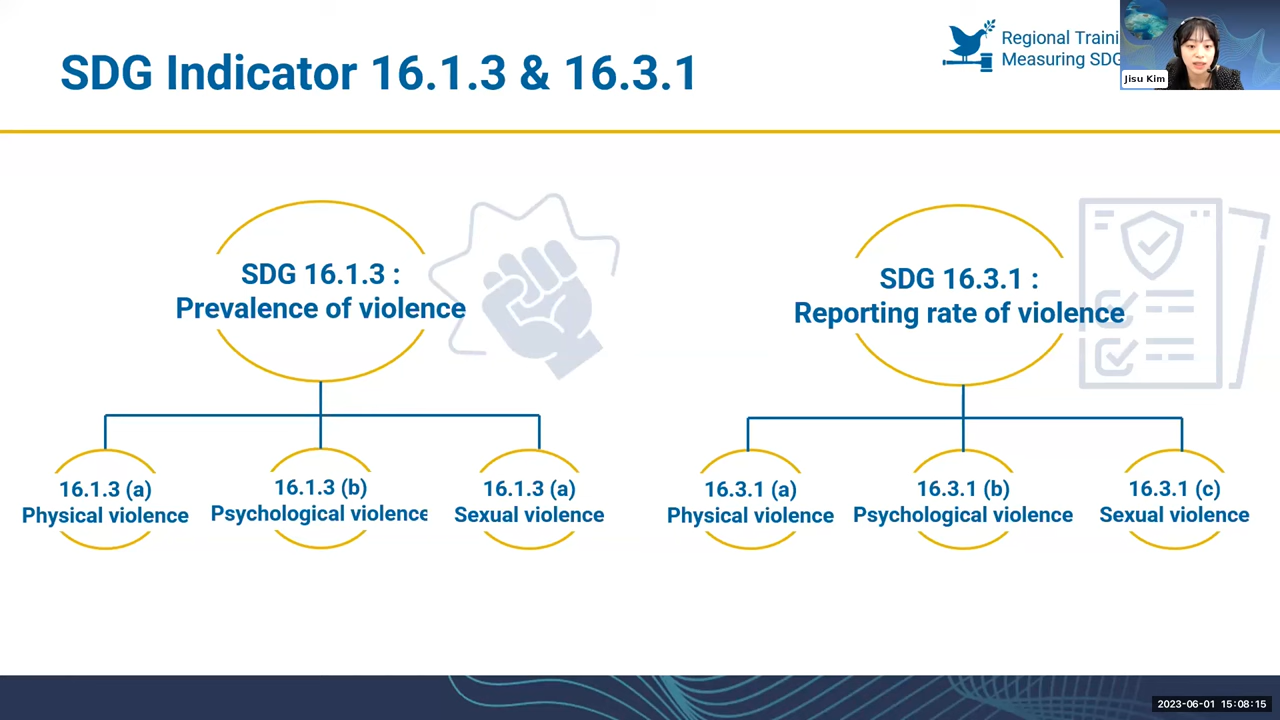 SDG Indicator 16.1.3 & 16.3.1
Regional Traini
Measuring SDG
Jisu Kim
SDG 16.1.3 :
Prevalence of violence
SDG 16.3.1 :
Reporting rate of violence
16.1.3 (a)
Physical violence
16.1.3 (b)
Psychological violence
16.1.3 (a)
Sexual violence
16.3.1 (a)
Physical violence
16.3.1 (b)
Psychological violence
16.3.1 (c)
Sexual violence
2023-06-01 15:08:15